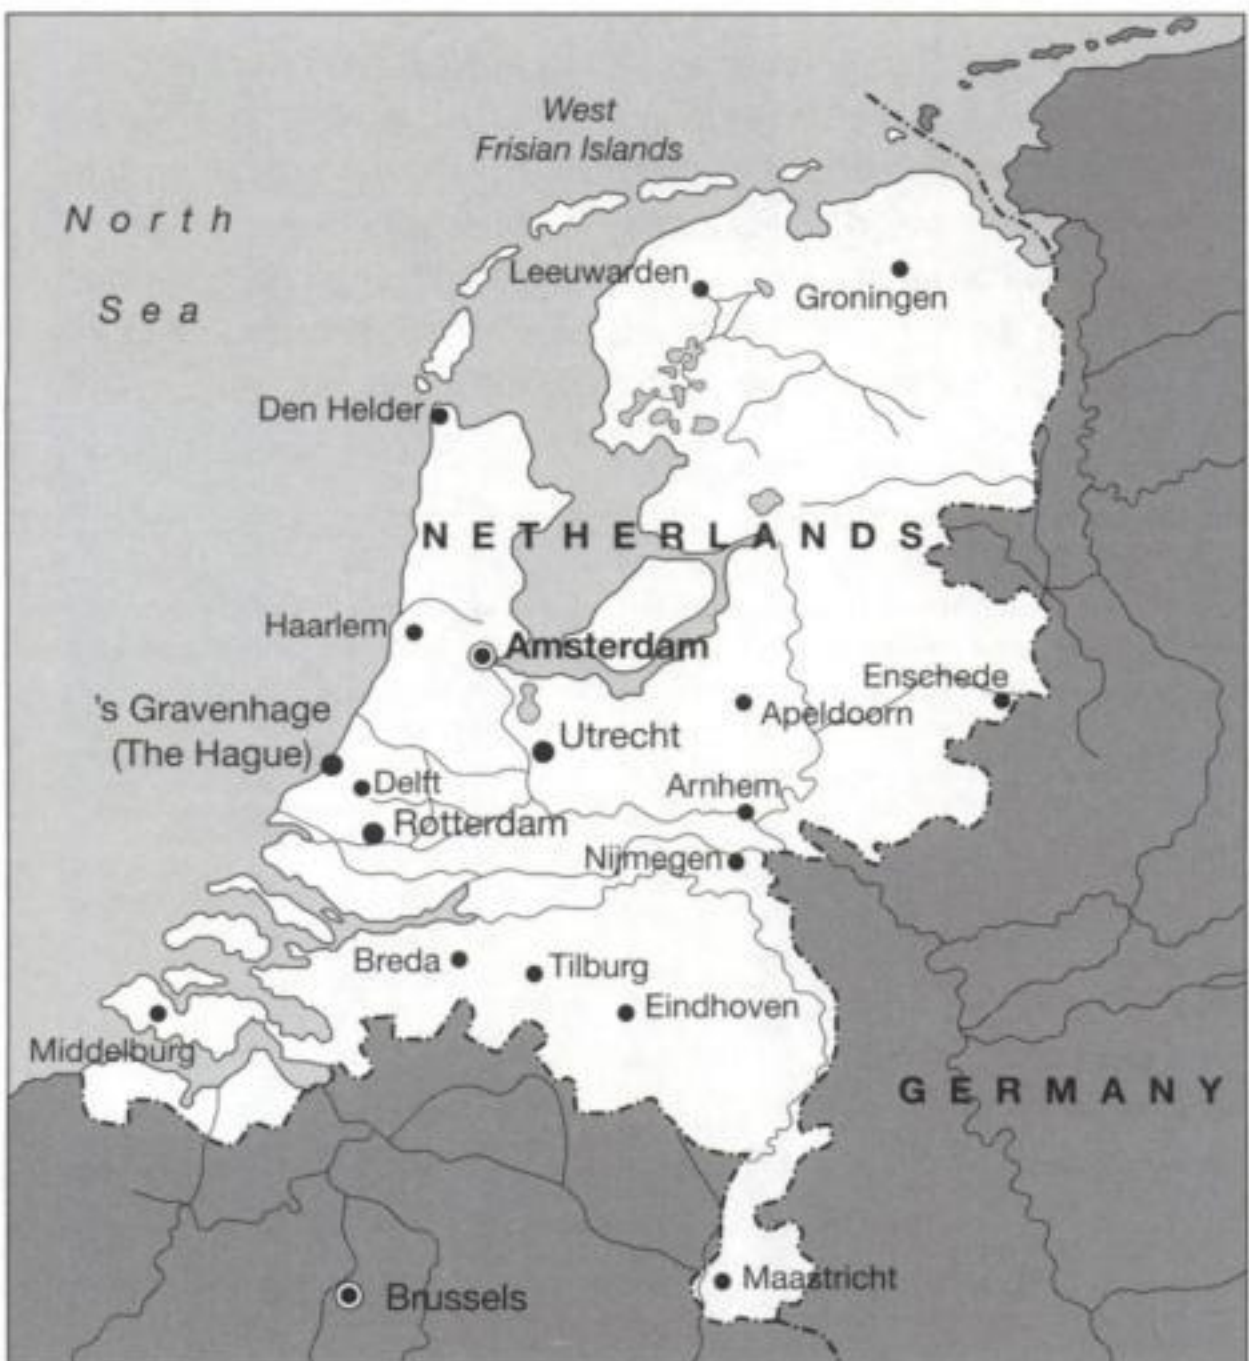 West
Frisian Islands
North
Sea
Leeuwarden
Groningen
Den Helder
NETHERLANDS
Haarlem
Amsterdam
Enschede
's Gravenhage
(The Hague)
Apeldoorn
Utrecht
Delft
Arnhem
Rotterdam
Nijmegen
Breda
Tilburg
Eindhoven
Middelburg
GERMANY
Maastricht
Brussels